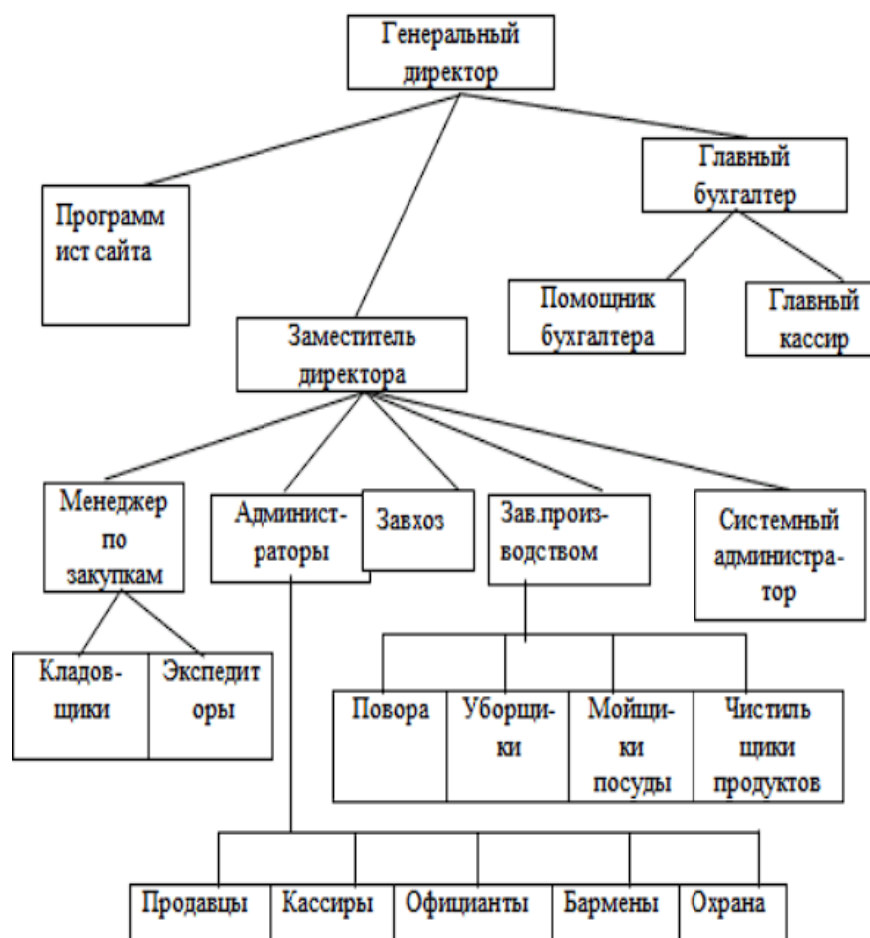 Генеральный
директор
Программ
ист сайта
Главный
бухгалтер
Помощник
бухгалтера
Главный
кассир
Заместитель
директора
Менеджер
по
закупкам
Админист-
раторы
Завхоз
Зав.произ-
водством
Системный
администра-
тор
Кладов-
щики
Экспедит
оры
Повора
Уборщи-
ки
Мойщи-
ки
посуды
Чистиль
щики
продуктов
Продавцы
Кассиры
Официанты
Бармены
Охрана